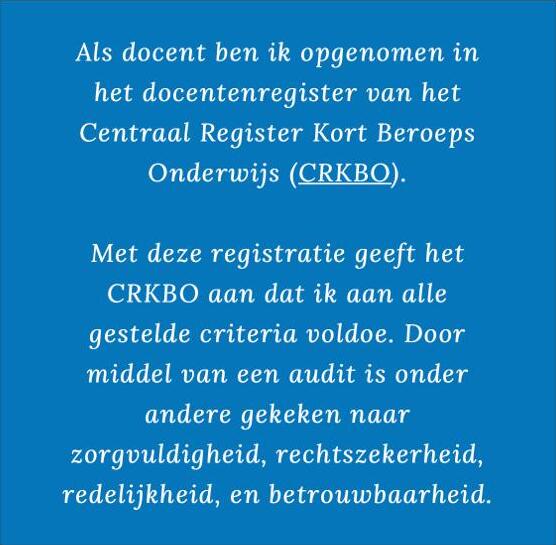 Als docent ben ik opgenomen in
het docentenregister van het
Centraal Register Kort Beroeps
Onderwijs (CRKBO).
Met deze registratie geeft het
CRKBO aan dat ik aan alle
gestelde criteria voldoe. Door
middel van een audit is onder
andere gekeken naar
zorgvuldigheid, rechtszekerheid,
redelijkheid, en betrouwbaarheid.